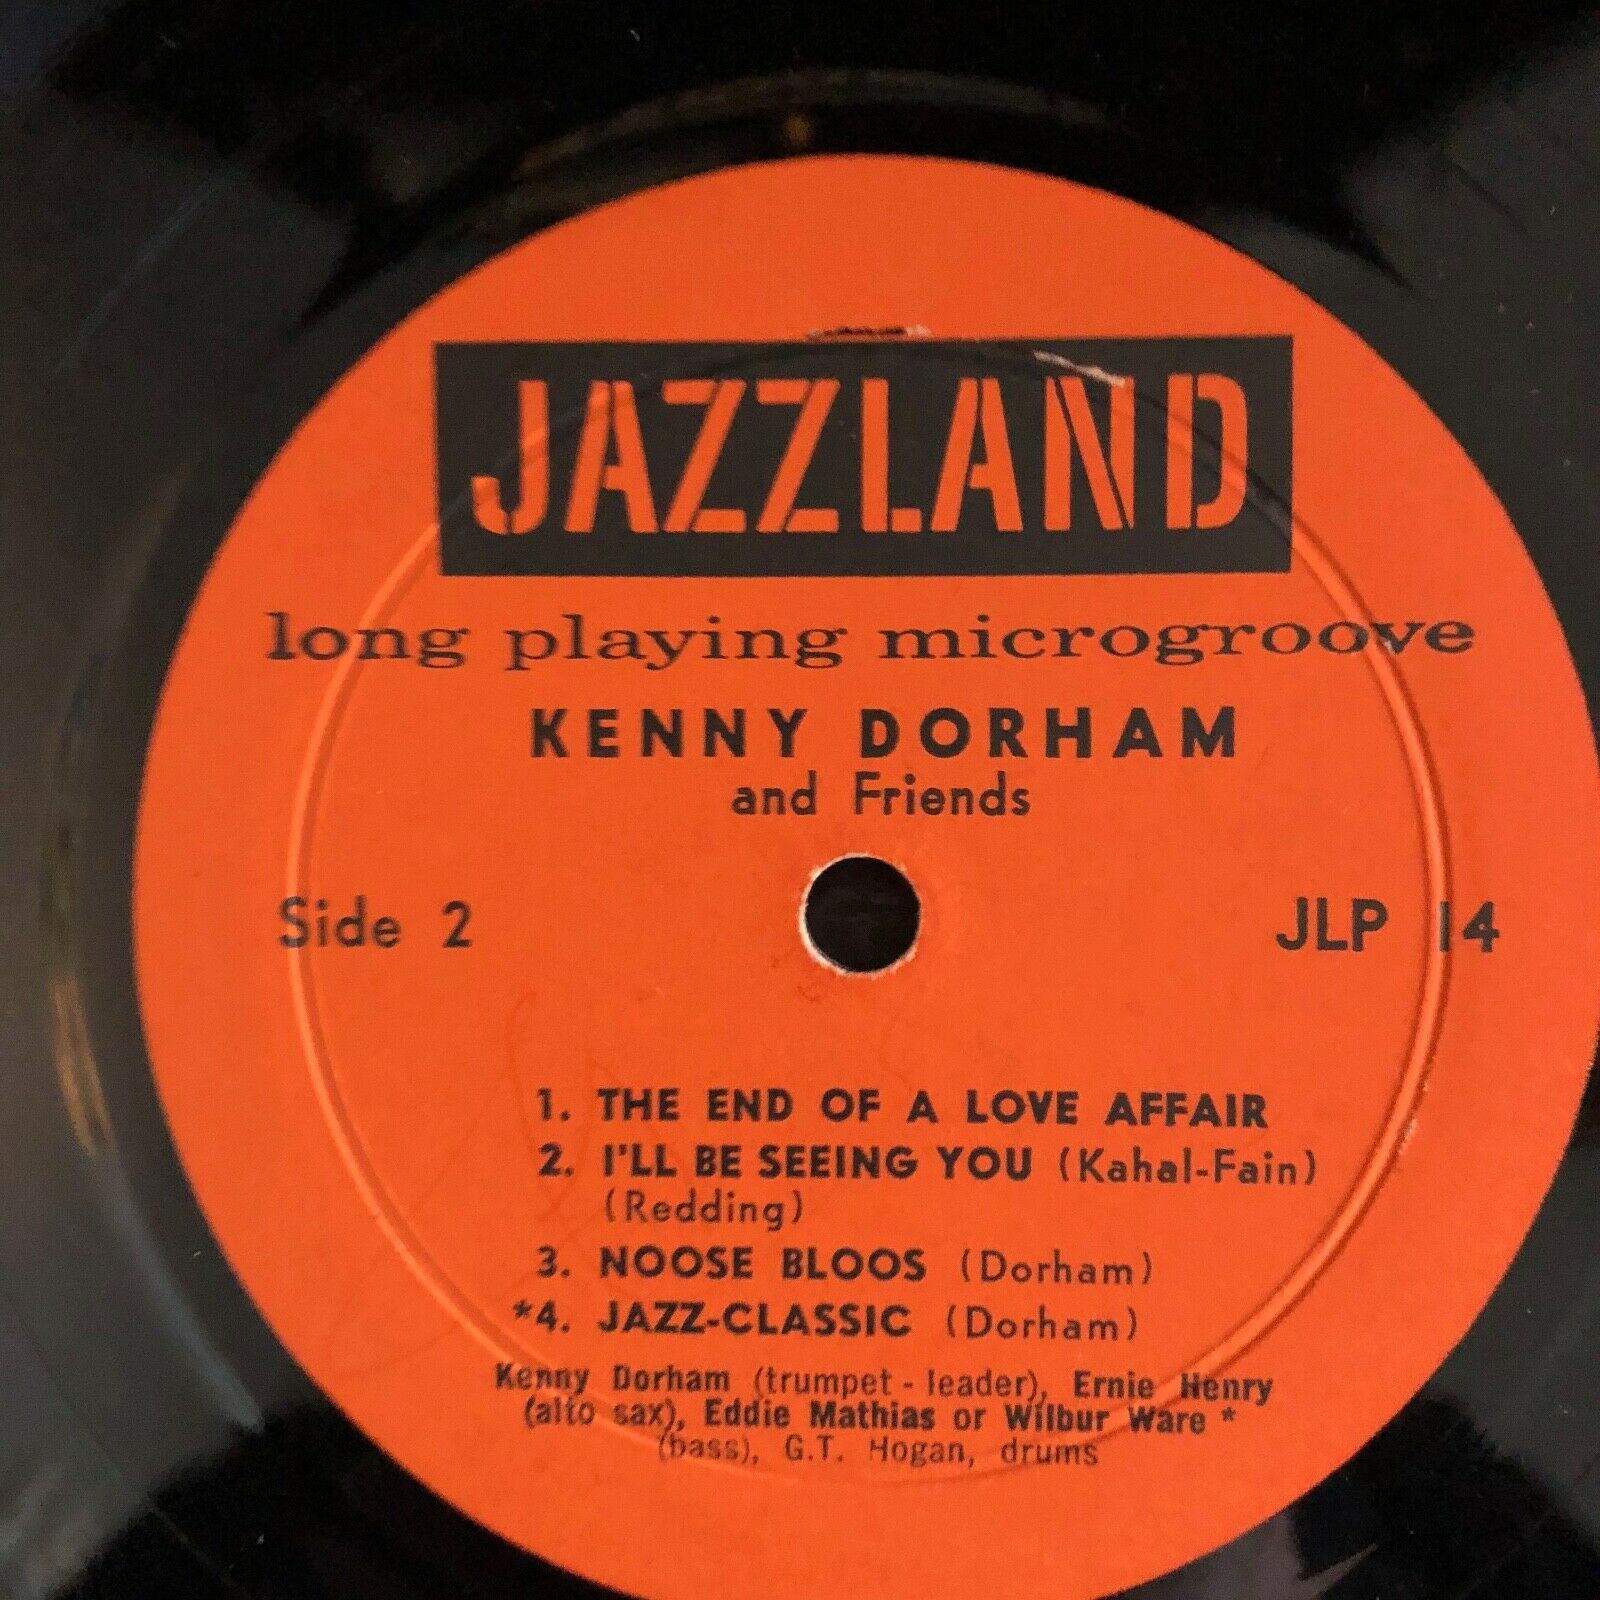 JAZZLAND
long playing microgroove
KENNY DORHAM
and Friends
Side 2
JLP 14
1. THE END OF A LOVE AFFAIR
2. I'LL BE SEEING YOU (Kahal-Fain)
(Redding)
3. NOOSE BLOOS (Dorham)
*4. JAZZ-CLASSIC (Dorham)
Kenny Dorham (trumpet - leader), Ernie Henry
(alto sax), Eddie Mathias or Wilbur Ware *
(bass), G.T. Hogan, drums